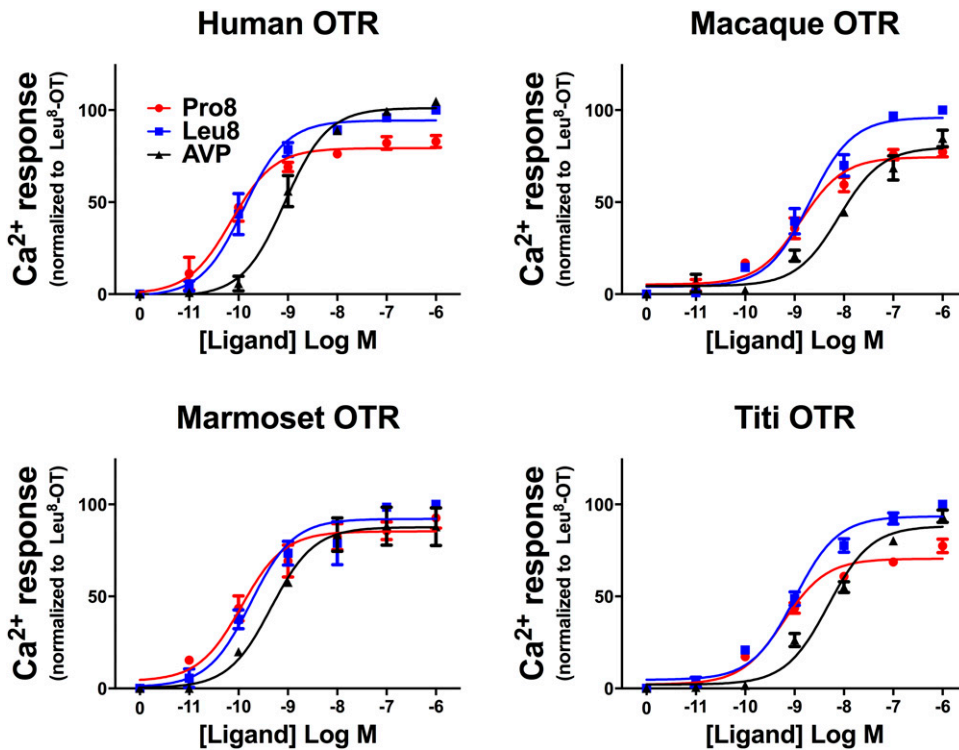 Human OTR
Ca2+ response
(normalized to Leu8-OT)
100
50
0
Pro8
Leu8
AVP
0 -11 -10 -9 -8 -7 -6
[Ligand] Log M
Macaque OTR
Ca2+ response
(normalized to Leu8-OT)
100
50
0
0 -11 -10 -9 -8 -7 -6
[Ligand] Log M
Marmoset OTR
Ca2+ response
(normalized to Leu8-OT)
100
50
0
0 -11 -10 -9 -8 -7 -6
[Ligand] Log M
Titi OTR
Ca2+ response
(normalized to Leu8-OT)
100
50
0
0 -11 -10 -9 -8 -7 -6
[Ligand] Log M